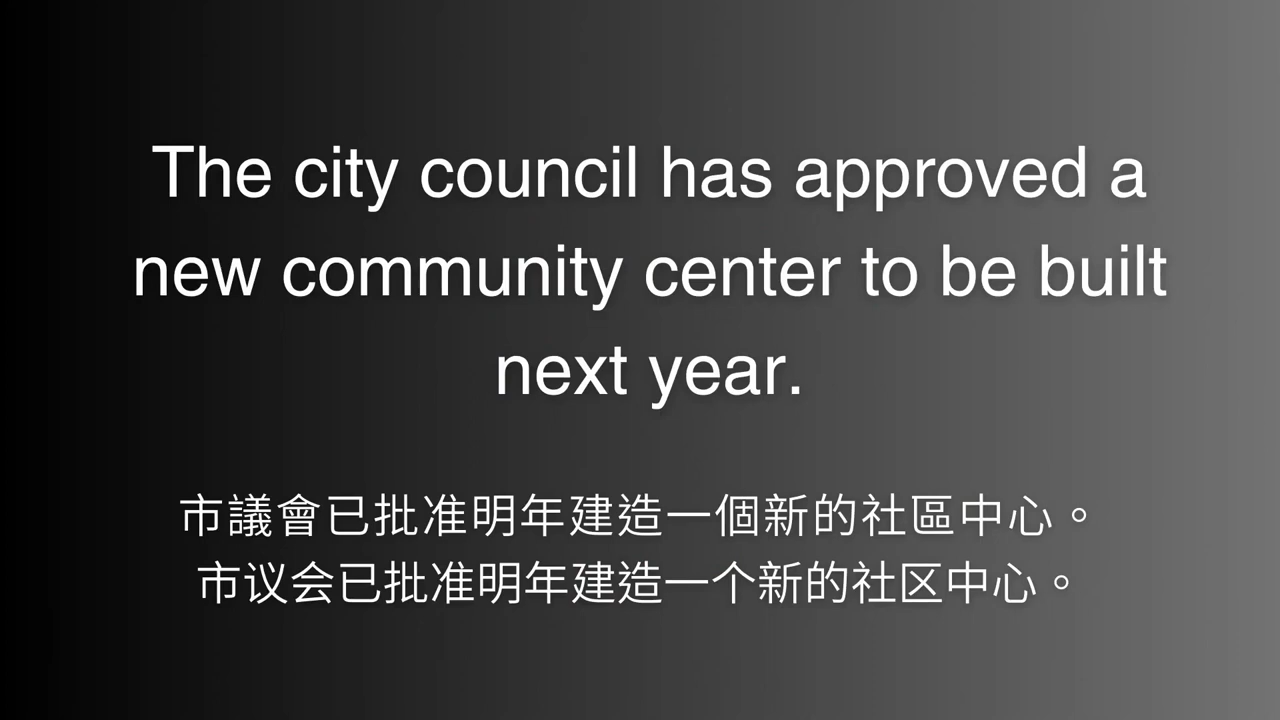 The city council has approved a
new community center to be built
next year.
市議會已批准明年建造一個新的社區中心。
市议会已批准明年建造一个新的社区中心。